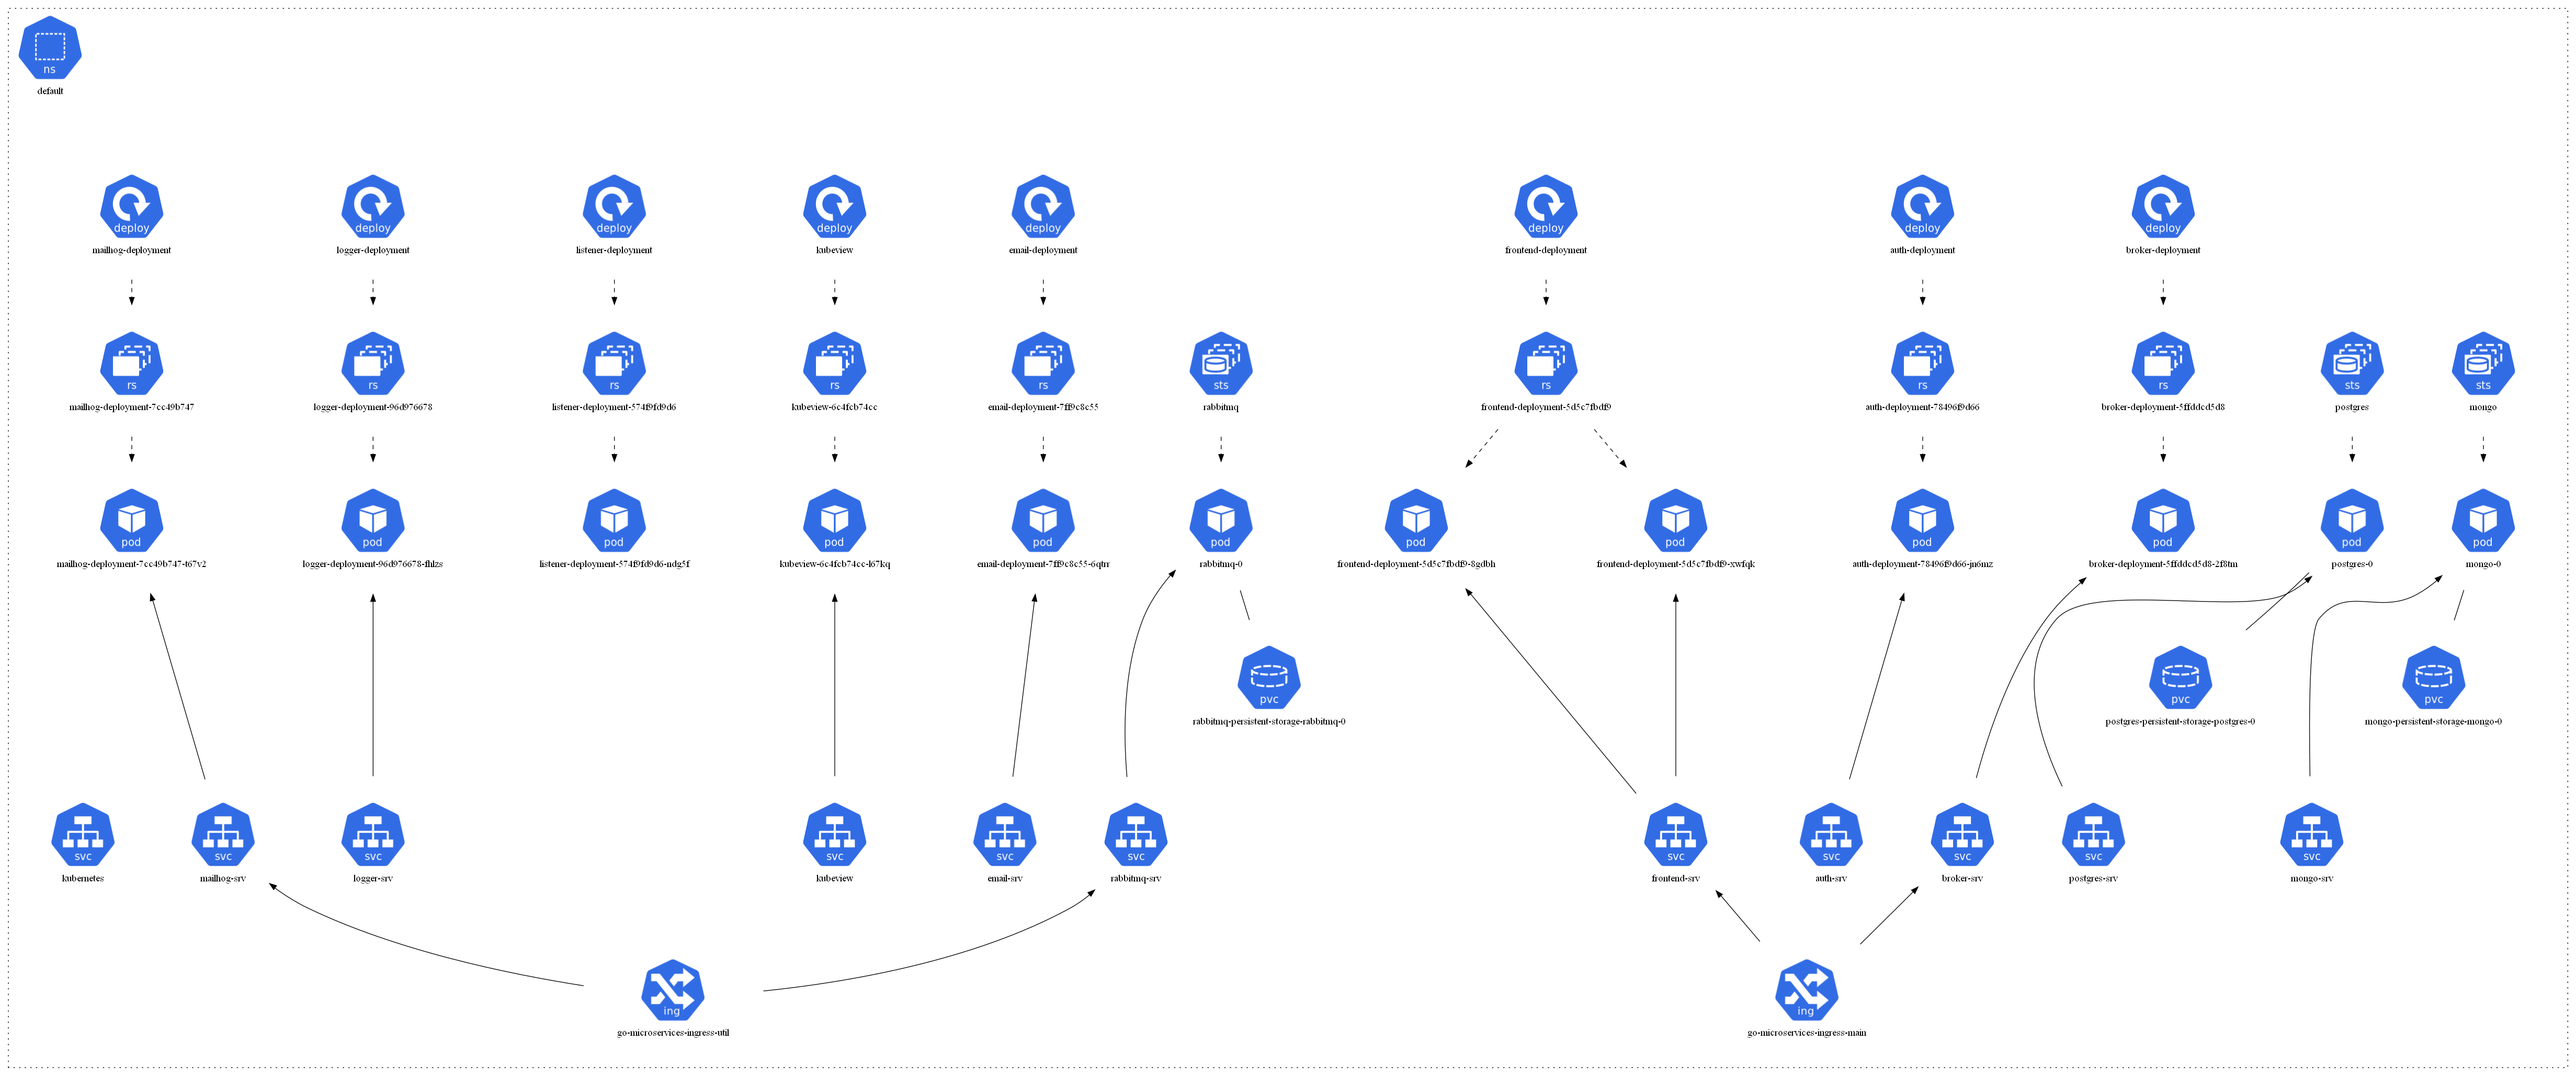 ns
default
deploy
deploy
deploy
deploy
deploy
deploy
deploy
deploy
mailhog-deployment
logger-deployment
listener-deployment
kubeview
email-deployment
frontend-deployment
auth-deployment
broker-deployment
rs
rs
rs
rs
rs
sts
rs
rs
rs
sts
sts
mailhog-deployment-7cc49b747
logger-deployment-96d976678
listener-deployment-574f9fd9d6
kubeview-6c4fcb74cc
email-deployment-7ff9c8c55
rabbitmq
frontend-deployment-5d5c7fbdf9
auth-deployment-78496f9d66
broker-deployment-5ffddcd5d8
postgres
mongo
pod
pod
pod
pod
pod
pod
pod
pod
pod
pod
pod
pod
mailhog-deployment-7cc49b747-t67v2
logger-deployment-96d976678-fhlzs
listener-deployment-574f9fd9d6-ndg5f
kubeview-6c4fcb74cc-l67kq
email-deployment-7ff9c8c55-6qtrr
rabbitmq-0
frontend-deployment-5d5c7fbdf9-8gdbh
frontend-deployment-5d5c7fbdf9-xwfqk
auth-deployment-78496f9d66-jn6mz
broker-deployment-5ffddcd5d8-2f8tm
postgres-0
mongo-0
pvc
pvc
pvc
rabbitmq-persistent-storage-rabbitmq-0
postgres-persistent-storage-postgres-0
mongo-persistent-storage-mongo-0
svc
svc
svc
svc
svc
svc
svc
svc
svc
svc
svc
kubernetes
mailhog-srv
logger-srv
kubeview
email-srv
rabbitmq-srv
frontend-srv
auth-srv
broker-srv
postgres-srv
mongo-srv
ing
ing
go-microservices-ingress-util
go-microservices-ingress-main